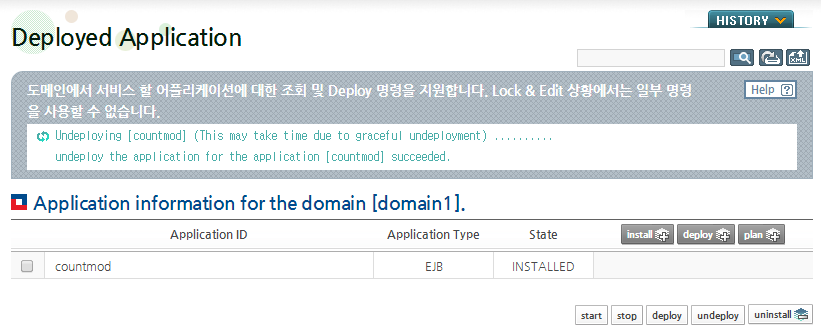 HISTORY
Deployed Application
XML
도메인에서 서비스 할 어플리케이션에 대한 조회 및 Deploy 명령을 지원합니다. Lock & Edit 상황에서는 일부 명령
을 사용할 수 없습니다.
Help ?
Undeploying [countmod] (This may take time due to graceful undeployment) ..........
undeploy the application for the application [countmod] succeeded.
Application information for the domain [domain1].
Application ID Application Type State install deploy plan
countmod EJB INSTALLED
start stop deploy undeploy uninstall